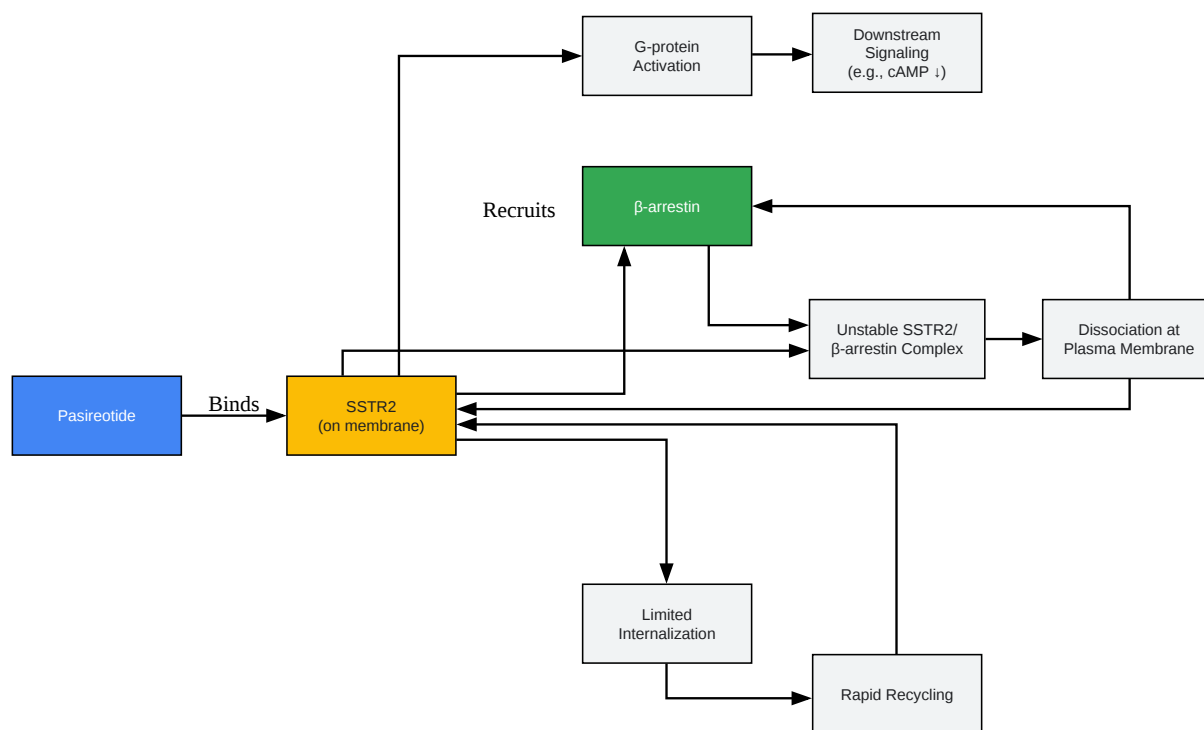 G-protein
Activation
Downstream
Signaling
(e.g., cAMP ↓)
Recruits
β-arrestin
Unstable SSTR2/
β-arrestin Complex
Dissociation at
Plasma Membrane
Pasireotide
Binds
SSTR2
(on membrane)
Limited
Internalization
Rapid Recycling